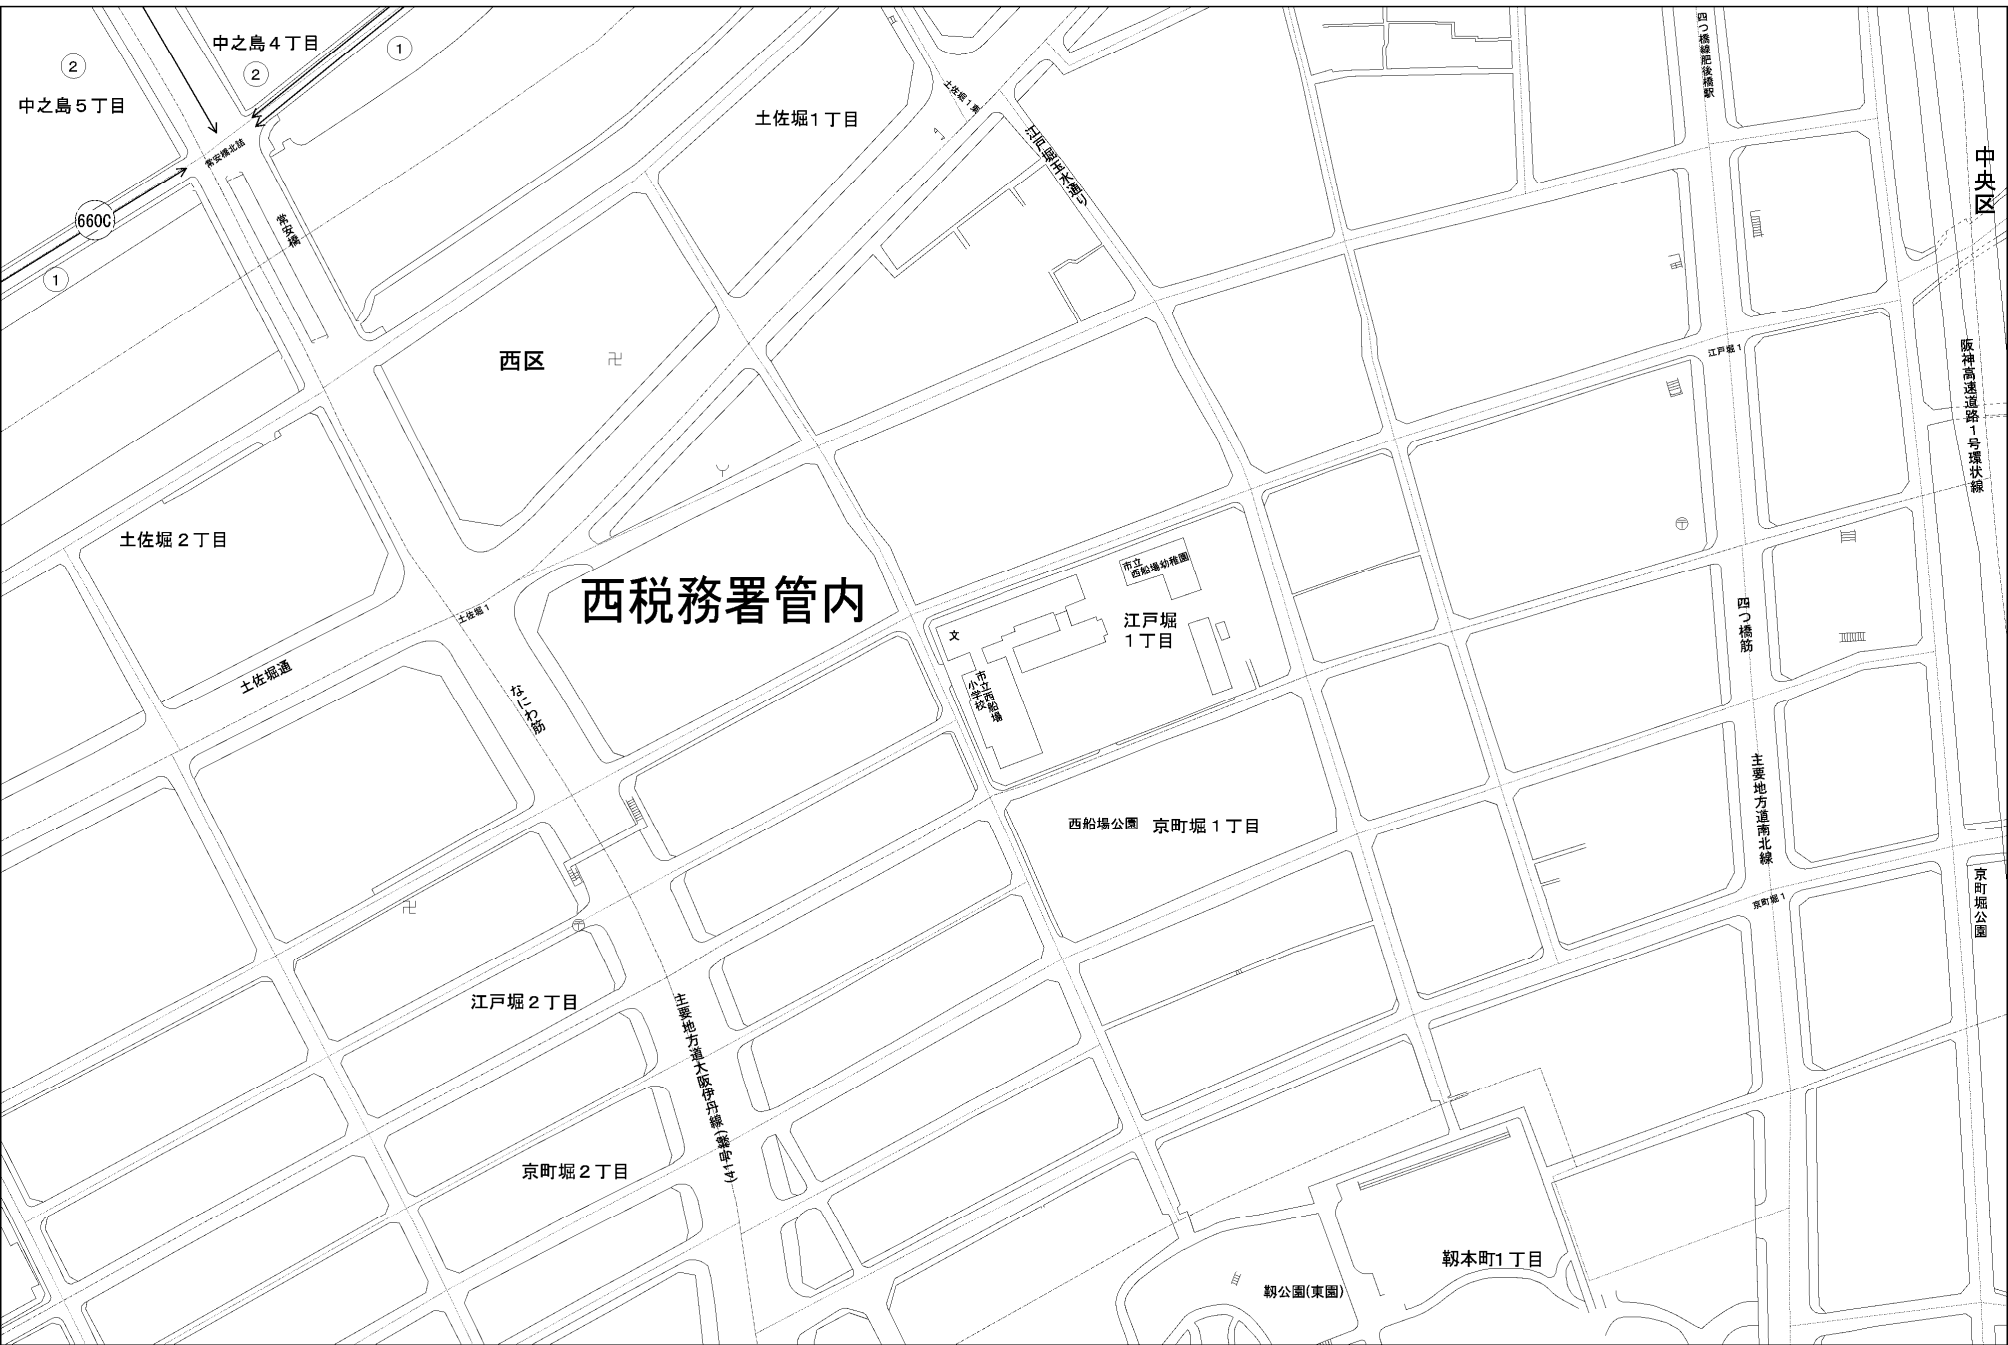 中之島４丁目
①
②
②
中之島５丁目
常安橋北詰
660C
①
常安橋
土佐堀１丁目
土佐堀１東
江戸堀玉水通り
四つ橋線肥後橋駅
中央区
西区
江戸堀１
阪神高速道路１号環状線
土佐堀２丁目
西税務署管内
土佐堀１
土佐堀通
なにわ筋
文
市立
西船場幼稚園
江戸堀
１丁目
市立西船場
小学校
四つ橋筋
主要地方道南北線
西船場公園
京町堀１丁目
京町堀１
京町堀公園
江戸堀２丁目
主要地方道大阪伊丹線(41号線)
京町堀２丁目
靱公園(東園)
靱本町1丁目